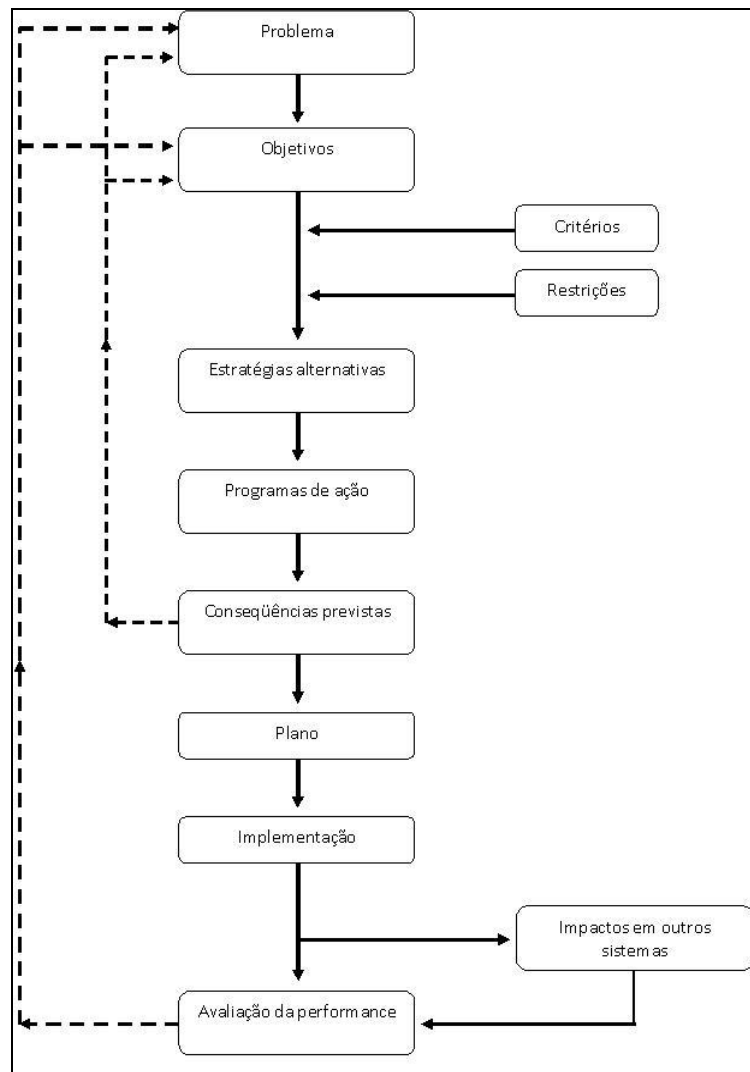 Problema
Objetivos
Critérios
Restrições
Estratégias alternativas
Programas de ação
Conseqüências previstas
Plano
Implementação
Impactos em outros
sistemas
Avaliação da performance